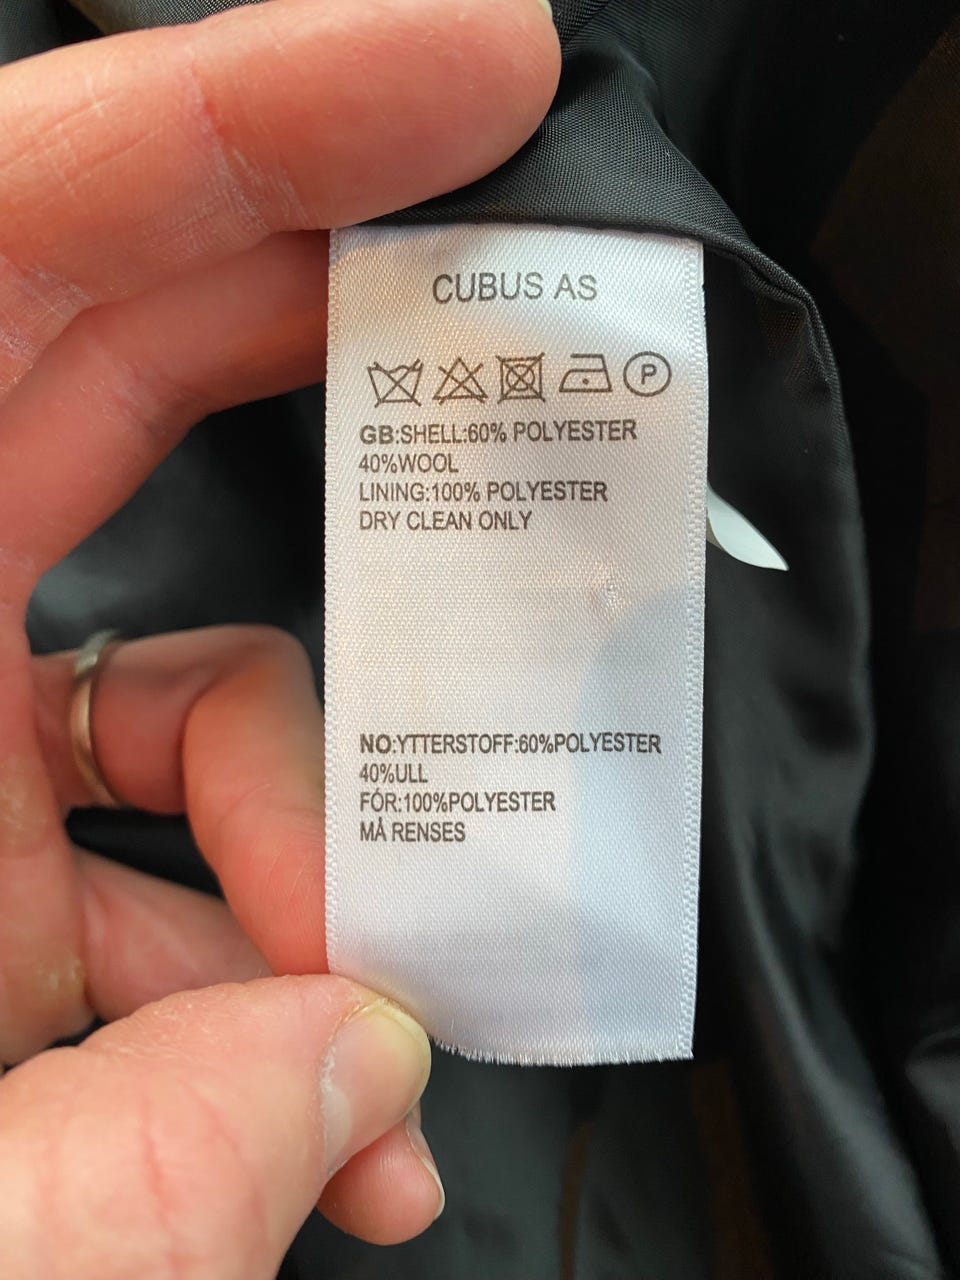 CUBUS AS
P
GB:SHELL:60% POLYESTER
40%WOOL
LINING:100% POLYESTER
DRY CLEAN ONLY
NO:YTTERSTOFF:60%POLYESTER
40%ULL
FÓR:100%POLYESTER
MÅ RENSES